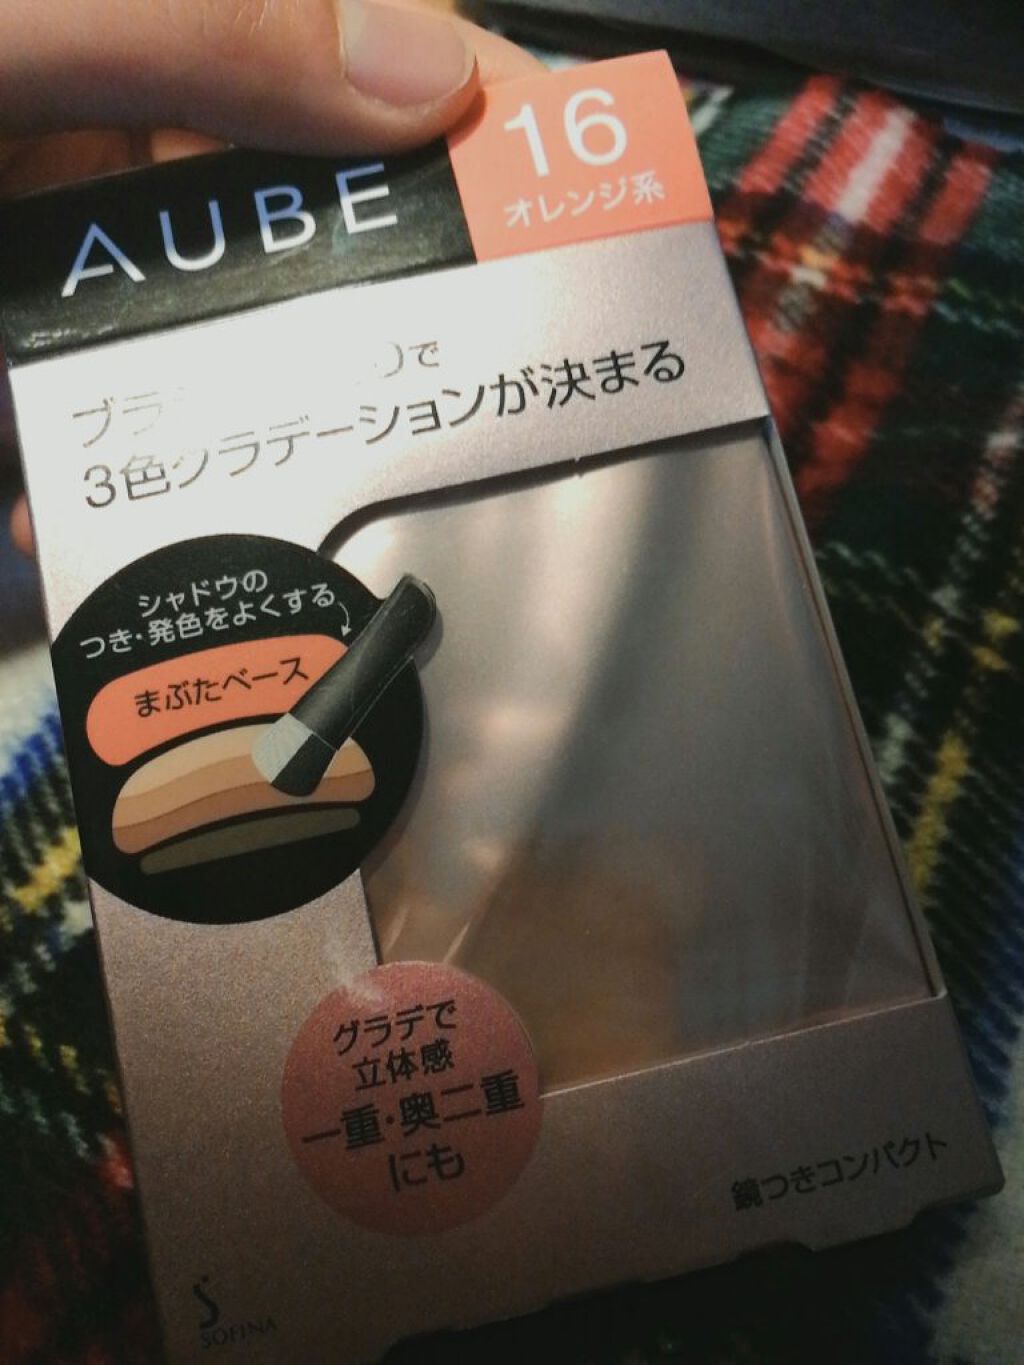 AUBE
16
オレンジ系
ブラ
で
3色グラデーションが決まる
シャドウの
つき・発色をよくする
まぶたベース
グラデで
立体感
一重・奥二重
にも
鏡つきコンパクト
SOFINA